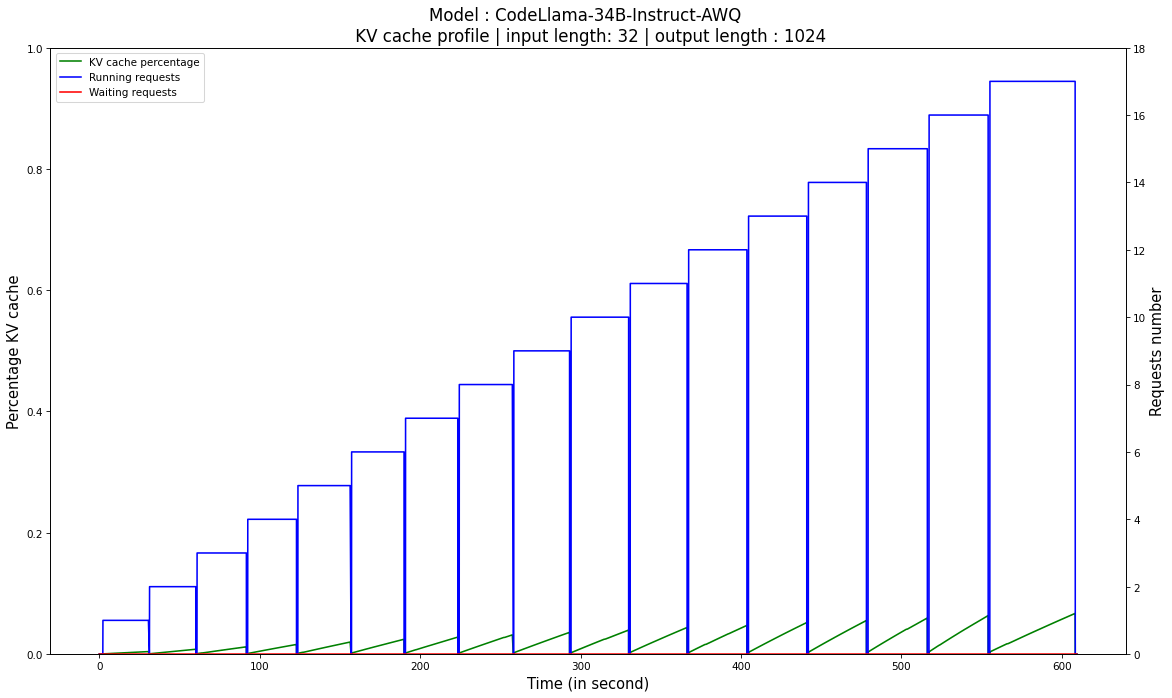 Model : CodeLlama-34B-Instruct-AWQ
KV cache profile | input length: 32 | output length : 1024
KV cache percentage
Running requests
Waiting requests
Percentage KV cache
1.0
0.8
0.6
0.4
0.2
0.0
18
16
14
12
10
8
6
4
2
0
Requests number
0 100 200 300 400 500 600
Time (in second)